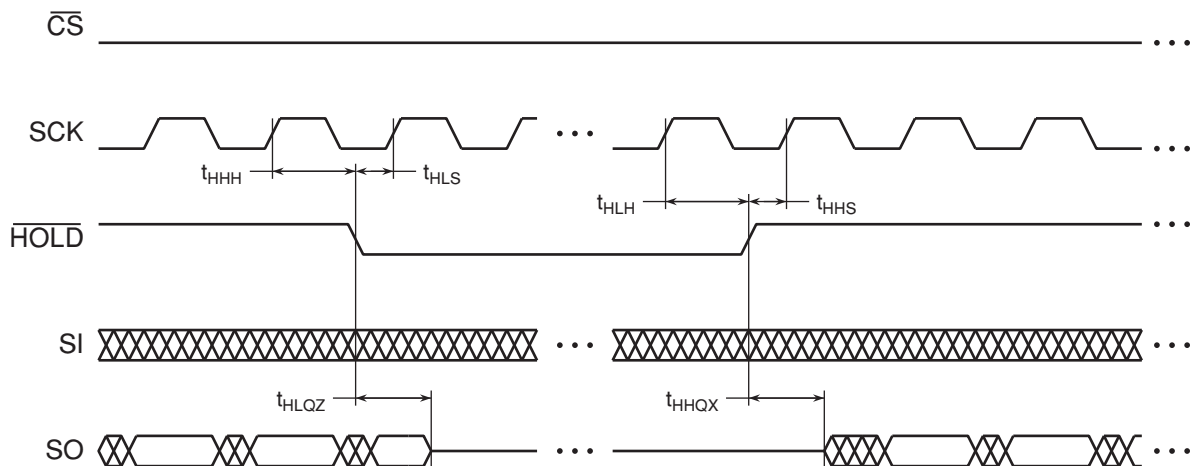 CS
SCK
tHHH
tHLS
tHLH
tHHS
HOLD
SI
tHLQZ
tHHQX
SO